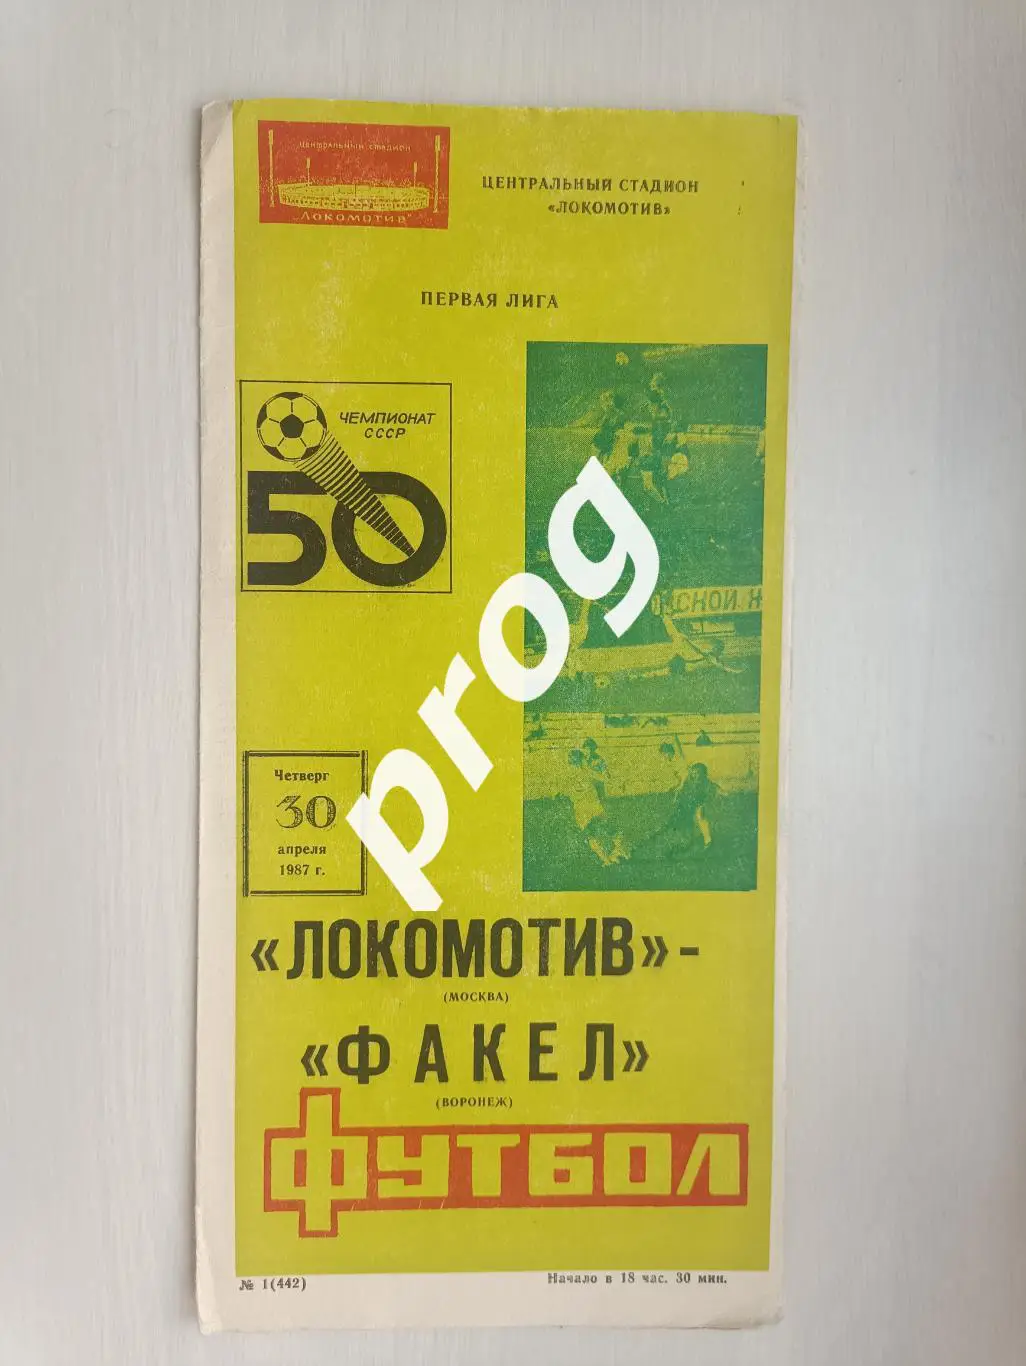 ЦЕНТРАЛЬНЫЙ СТАДИОН
„ЛОКОМОТИВ"
ЦЕНТРАЛЬНЫЙ СТАДИОН
«ЛОКОМОТИВ»
ПЕРВАЯ ЛИГА
ЧЕМПИОНАТ
СССР
50
СНОЙ
prog
Четверг
30
апреля
1987 г.
«ЛОКОМОТИВ» -
(МОСКВА)
«ФАКЕЛ»
(ВОРОНЕЖ)
ФУТБОЛ
№ 1(442)
Начало в 18 час. 30 мин.